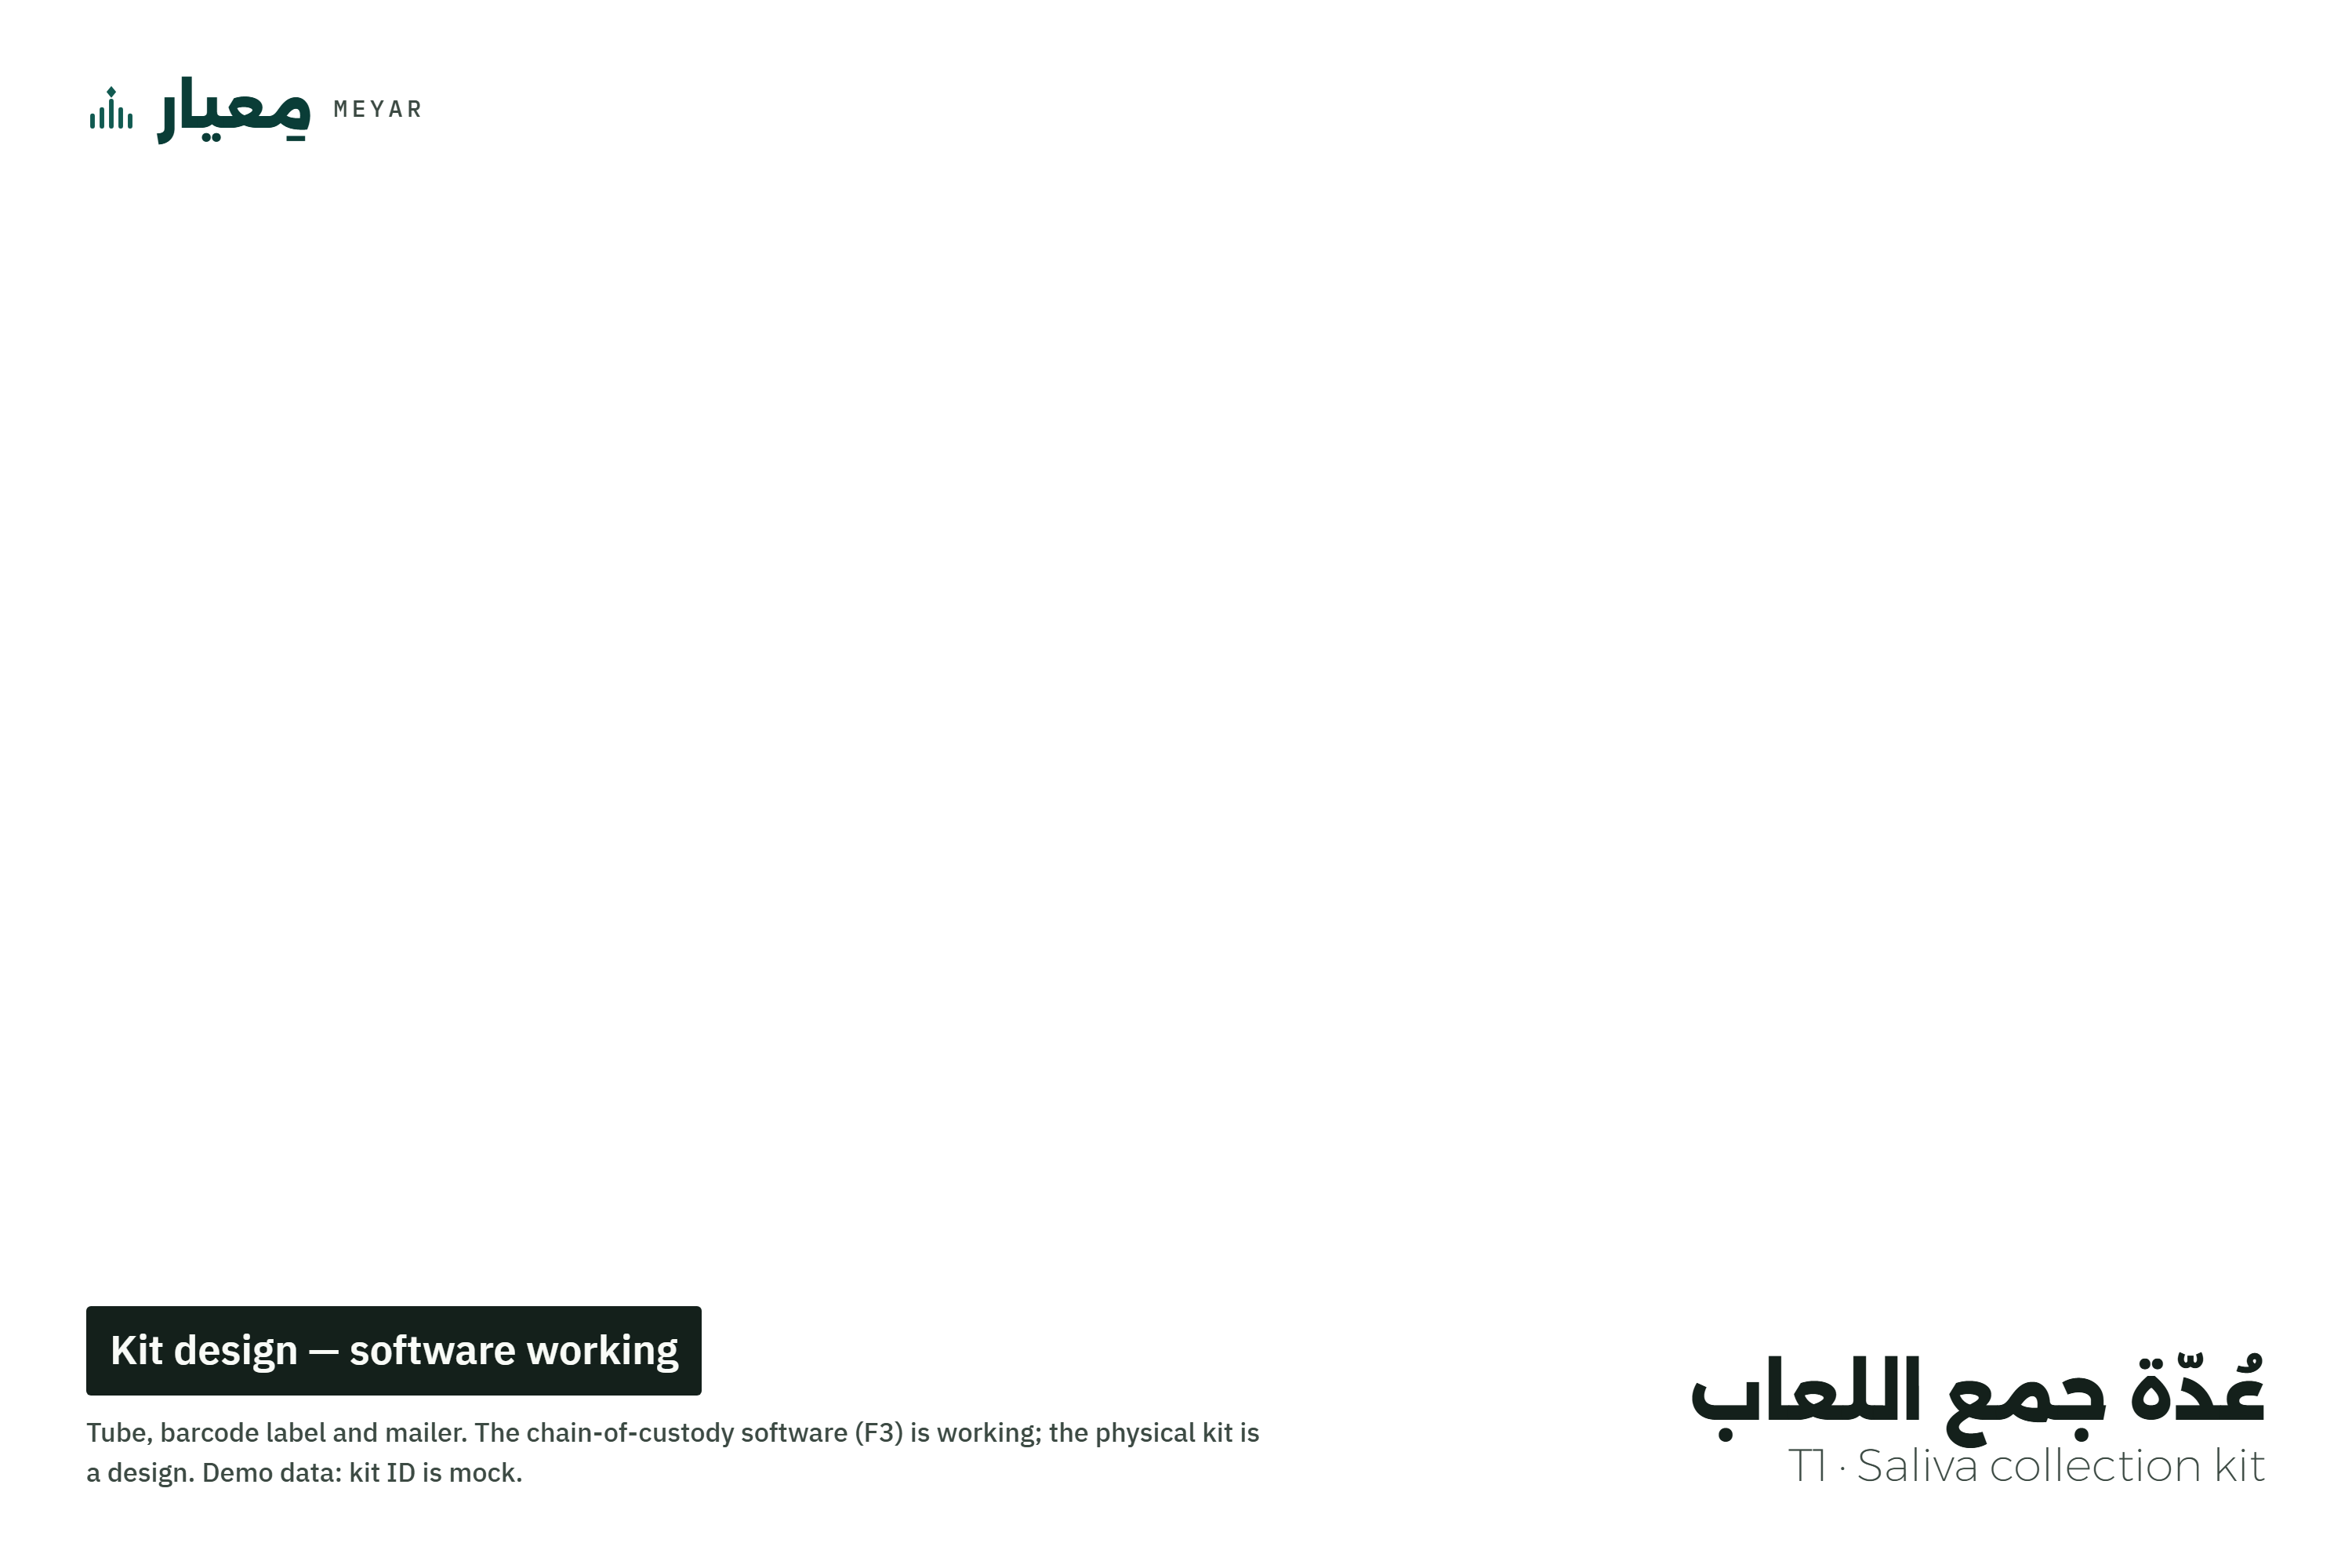 مِعيار MEYAR
Kit design — software working
Tube, barcode label and mailer. The chain-of-custody software (F3) is working; the physical kit is
a design. Demo data: kit ID is mock.
عُدّة جمع اللعاب
T1 · Saliva collection kit